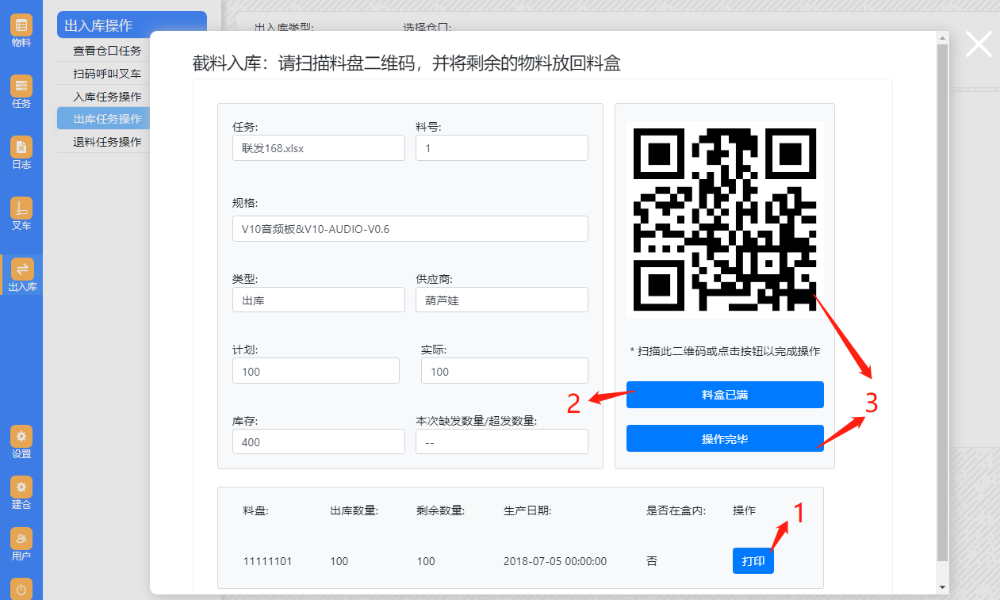 物料
任务
日志
叉车
出入库
设置
建仓
用户
出入库操作
查看仓口任务
扫码呼叫叉车
入库任务操作
出库任务操作
退料任务操作
出入库类型: 选择仓口:
截料入库：请扫描料盘二维码，并将剩余的物料放回料盒
任务: 料号:
联发168.xlsx 1
规格:
V10音频板&V10-AUDIO-V0.6
类型: 供应商:
出库 葫芦娃
计划: 实际:
100 100
库存: 本次缺发数量/超发数量:
400 --
* 扫描此二维码或点击按钮以完成操作
料盒已满
操作完毕
2
3
料盘: 出库数量: 剩余数量: 生产日期: 是否在盒内: 操作
1
11111101 100 100 2018-07-05 00:00:00 否 打印